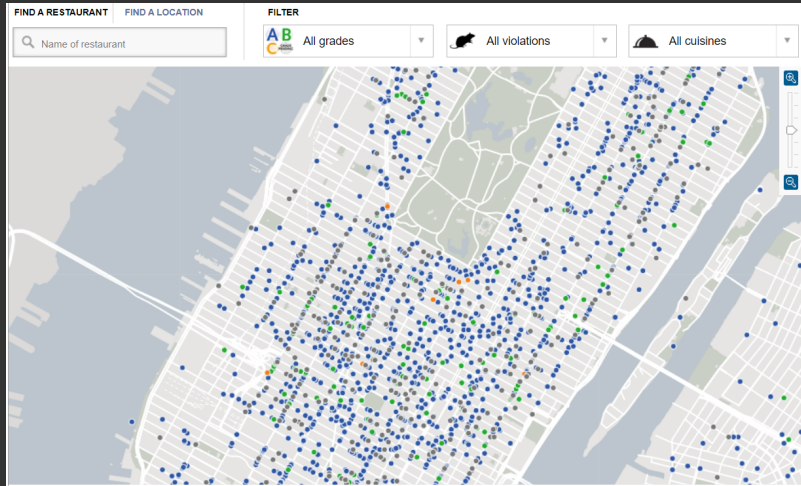 FIND A RESTAURANT
FIND A LOCATION
FILTER
Name of restaurant
A B
C
All grades
All violations
All cuisines